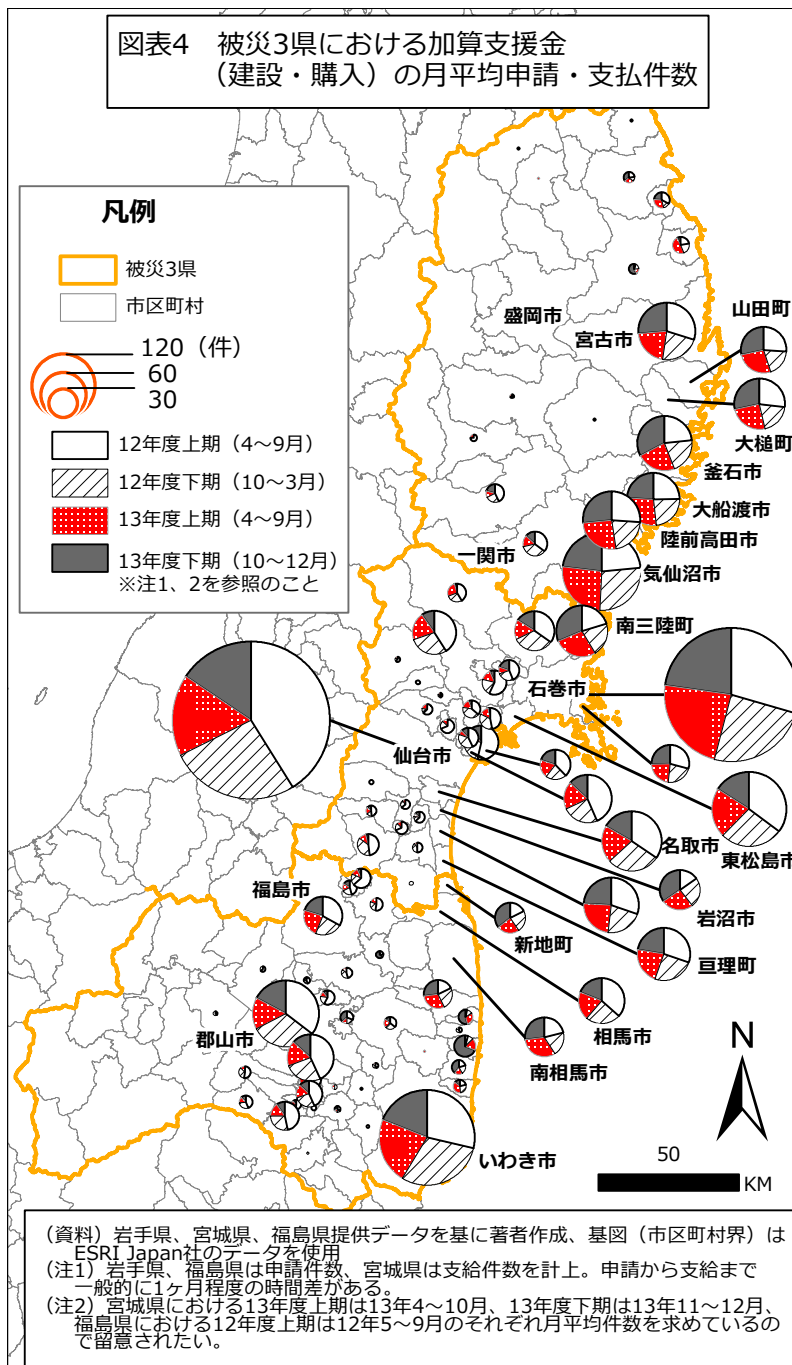 図表4 被災3県における加算支援金
（建設・購入）の月平均申請・支払件数
凡例
被災3県
市区町村
120（件）
60
30
12年度上期（4～9月）
12年度下期（10～3月）
13年度上期（4～9月）
13年度下期（10～12月）
※注1、2を参照のこと
盛岡市
宮古市
山田町
大槌町
釜石市
大船渡市
陸前高田市
一関市
気仙沼市
南三陸町
石巻市
仙台市
名取市
東松島市
岩沼市
福島市
新地町
亘理町
相馬市
郡山市
南相馬市
いわき市
N
50
KM
（資料）岩手県、宮城県、福島県提供データを基に著者作成、基図（市区町村界）は
ESRI Japan社のデータを使用
（注1）岩手県、福島県は申請件数、宮城県は支給件数を計上。申請から支給まで
一般的に1ヶ月程度の時間差がある。
（注2）宮城県における13年度上期は13年4～10月、13年度下期は13年11～12月、
福島県における12年度上期は12年5～9月のそれぞれ月平均件数を求めているの
で留意されたい。